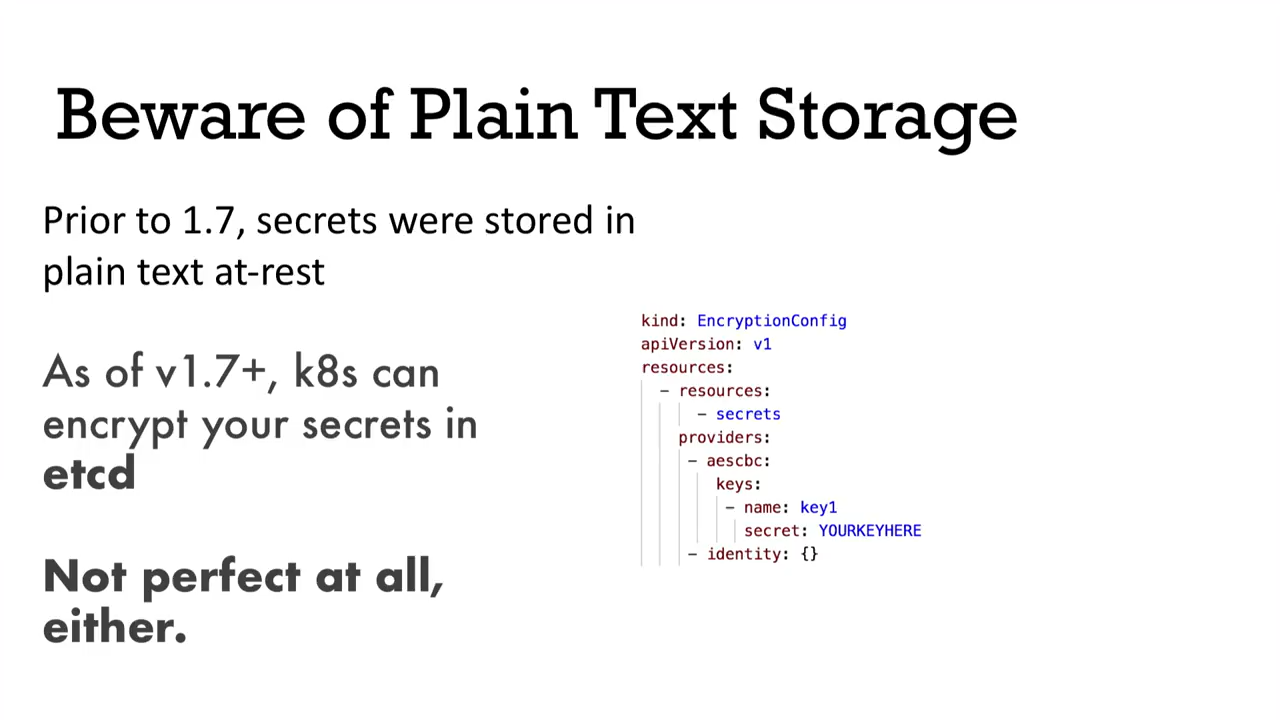 Beware of Plain Text Storage
Prior to 1.7, secrets were stored in
plain text at-rest
As of v1.7+, k8s can
encrypt your secrets in
etcd
Not perfect at all,
either.
kind: EncryptionConfig
apiVersion: v1
resources:
  - resources:
    - secrets
    providers:
    - aescbc:
        keys:
        - name: key1
          secret: YOURKEYHERE
    - identity: {}